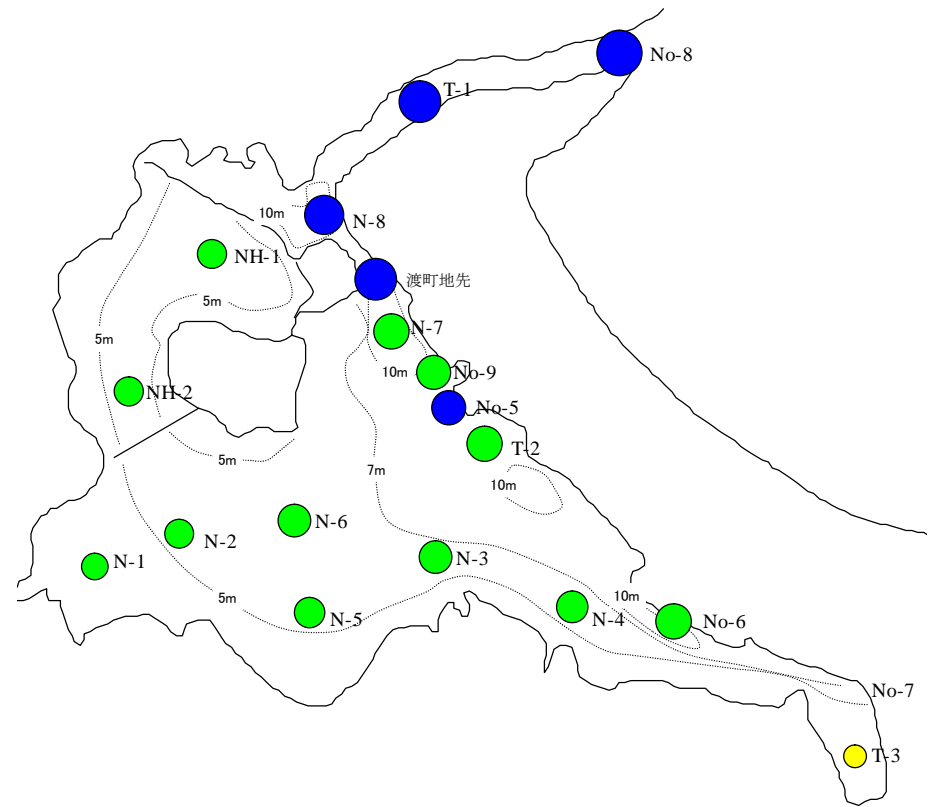 No-8
T-1
10m
N-8
NH-1
渡町地先
5m
N-7
5m
10m
No-9
NH-2
No-5
T-2
5m
7m
10m
N-6
N-2
N-3
N-1
5m
10m
N-5
N-4
No-6
No-7
T-3